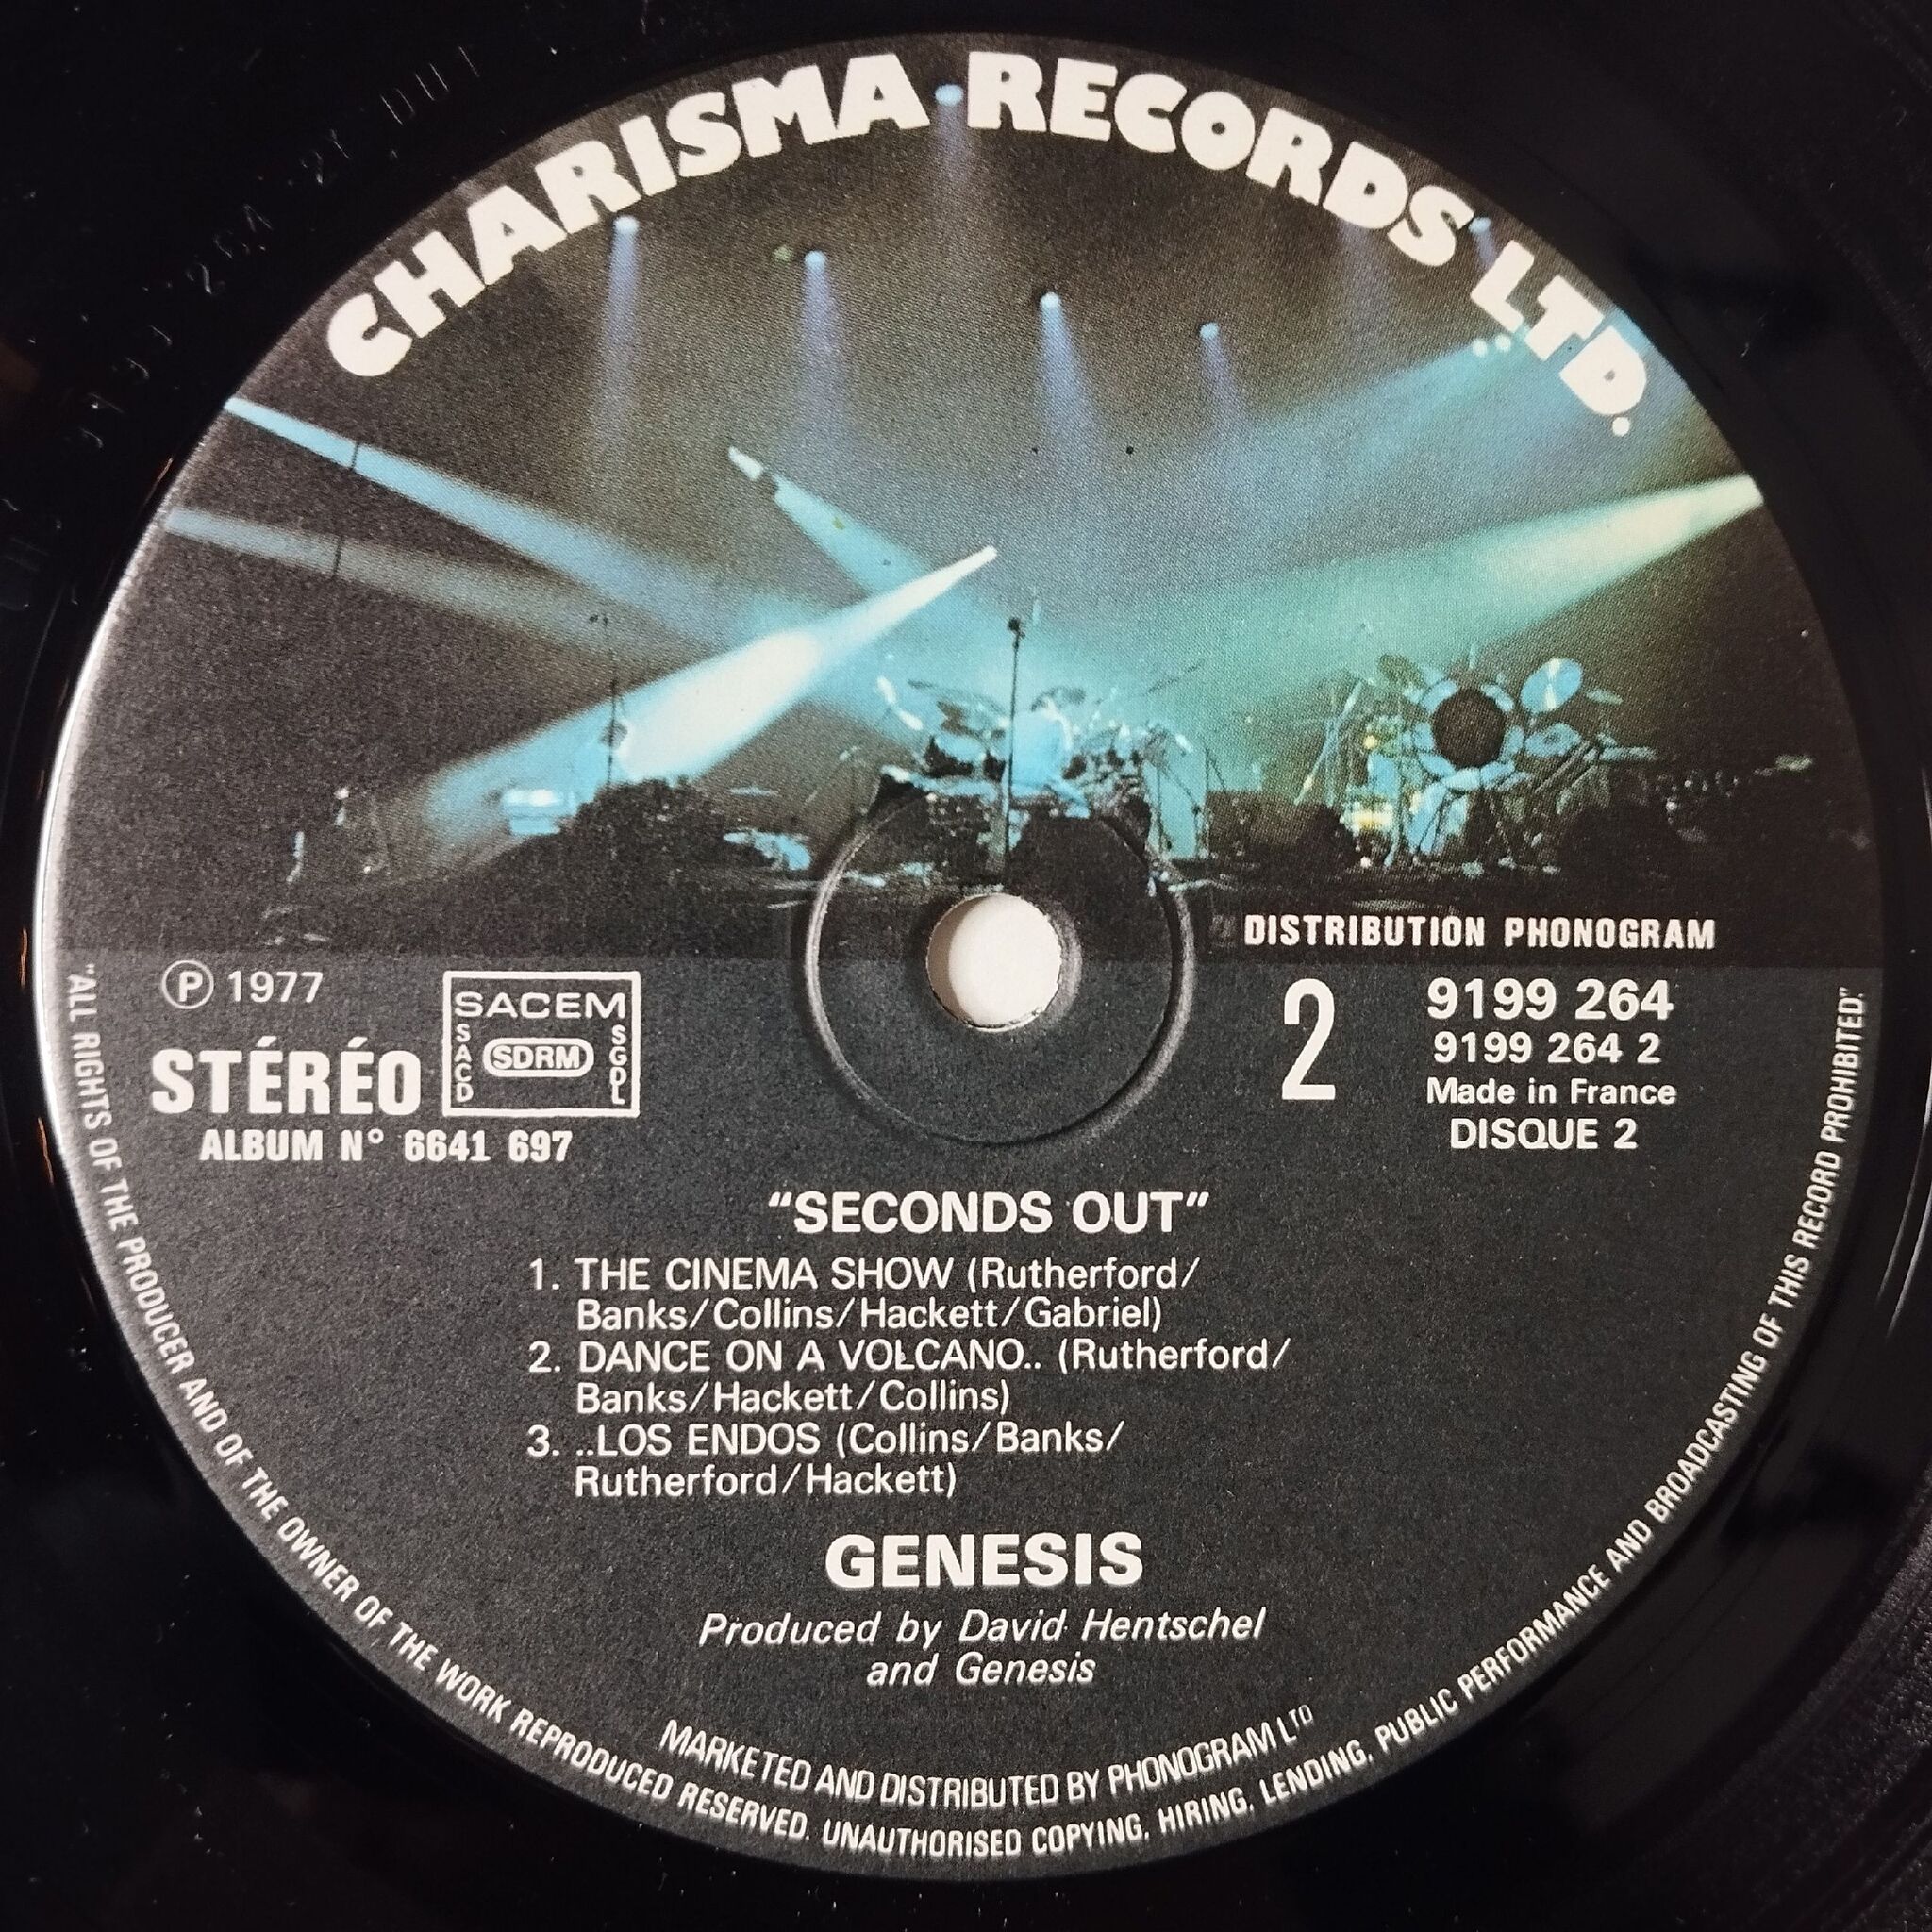 CHARISMA RECORDS LTD.
DISTRIBUTION PHONOGRAM
Ⓟ 1977
STÉRÉO
SACEM
SACD
SDRM
SGDL
ALBUM N° 6641 697
2
9199 264
9199 264 2
Made in France
DISQUE 2
“SECONDS OUT”
1. THE CINEMA SHOW (Rutherford/
Banks/Collins/Hackett/Gabriel)
2. DANCE ON A VOLCANO.. (Rutherford/
Banks/Hackett/Collins)
3. ..LOS ENDOS (Collins/Banks/
Rutherford/Hackett)
GENESIS
Produced by David Hentschel
and Genesis
MARKETED AND DISTRIBUTED BY PHONOGRAM LTD
"ALL RIGHTS OF THE PRODUCER AND OF THE OWNER OF THE WORK REPRODUCED RESERVED. UNAUTHORISED COPYING, HIRING, LENDING, PUBLIC PERFORMANCE AND BROADCASTING OF THIS RECORD PROHIBITED."